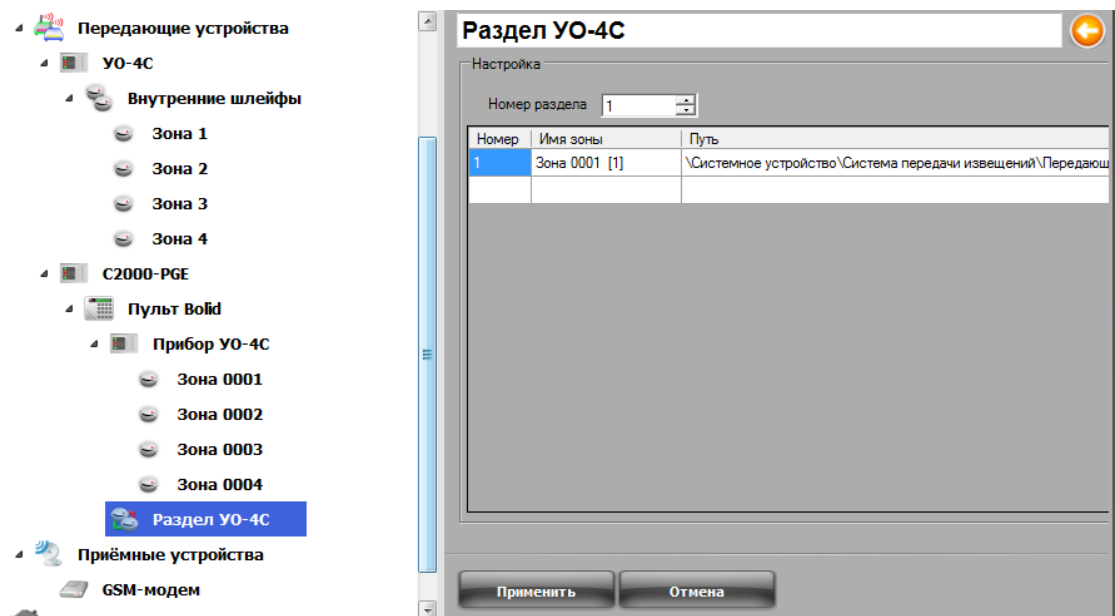 Передающие устройства
УО-4С
Внутренние шлейфы
Зона 1
Зона 2
Зона 3
Зона 4
С2000-PGE
Пульт Bolid
Прибор УО-4С
Зона 0001
Зона 0002
Зона 0003
Зона 0004
Раздел УО-4С
Приёмные устройства
GSM-модем
Раздел УО-4С
Настройка
Номер раздела 1
Номер Имя зоны Путь
1 Зона 0001 [1] \Системное устройство\Система передачи извещений\Передающ
Применить Отмена